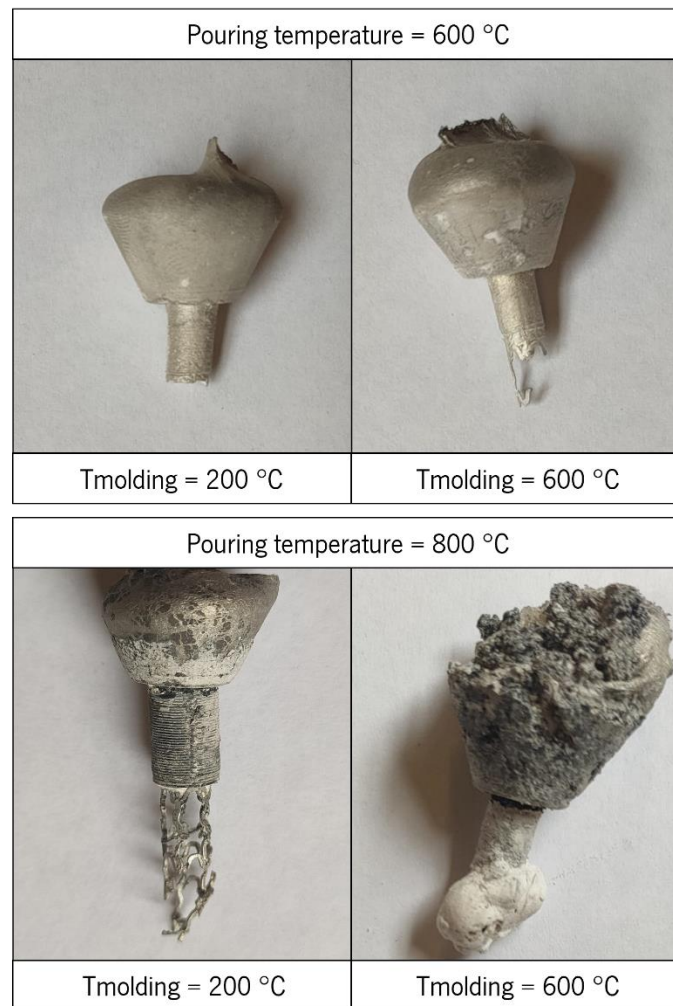 Pouring temperature = 600 °C
Tmolding = 200 °C
Tmolding = 600 °C
Pouring temperature = 800 °C
Tmolding = 200 °C
Tmolding = 600 °C